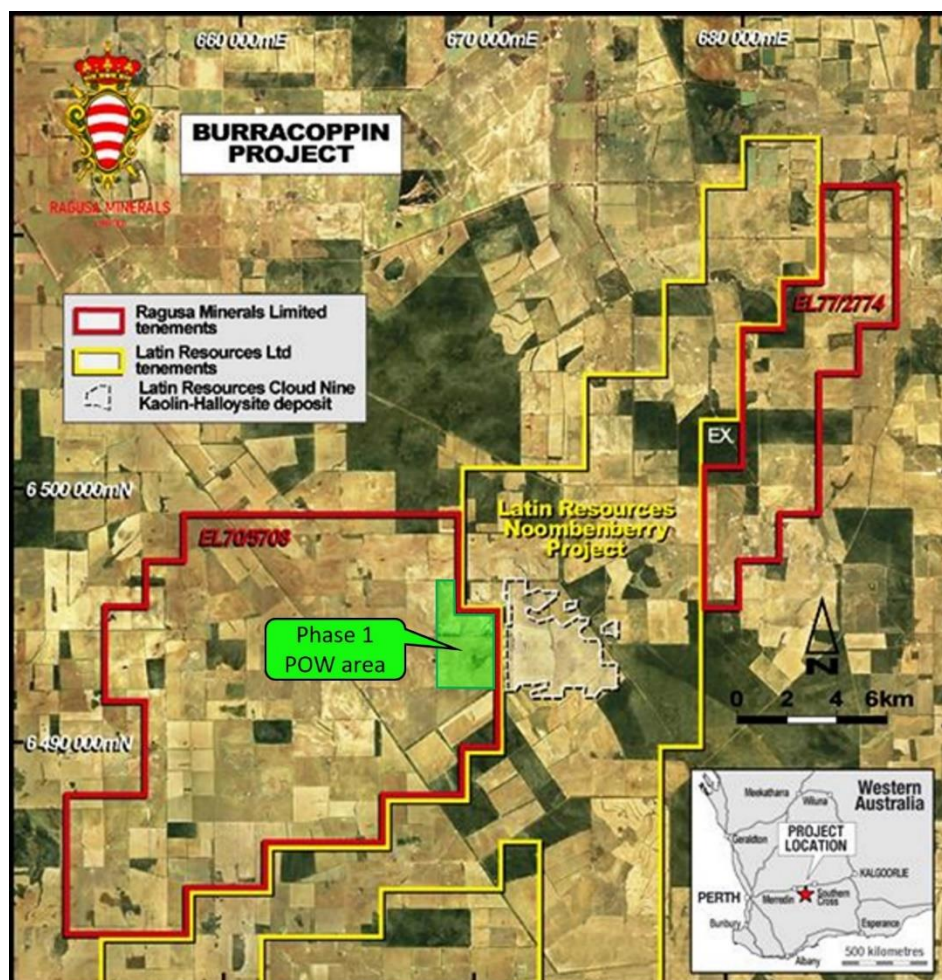 660 000mE
670 000mE
680 000mE
BURRACOPPIN
PROJECT
RAGUSA MINERALS
EL77/2774
Ragusa Minerals Limited
tenements
Latin Resources Ltd
tenements
Latin Resources Cloud Nine
Kaolin-Halloysite deposit
EX.
6 500 000mN
Latin Resources
Noombenberry
Project
EL70/5708
Phase 1
POW area
N
0 2 4 6km
6 490 000mN
Western
Australia
Meekatharra
Wiluna
Geraldton
PROJECT
LOCATION
KALGOORLIE
PERTH
Merredin
Southern
Cross
Bunbury
Esperance
Albany
500 kilometres